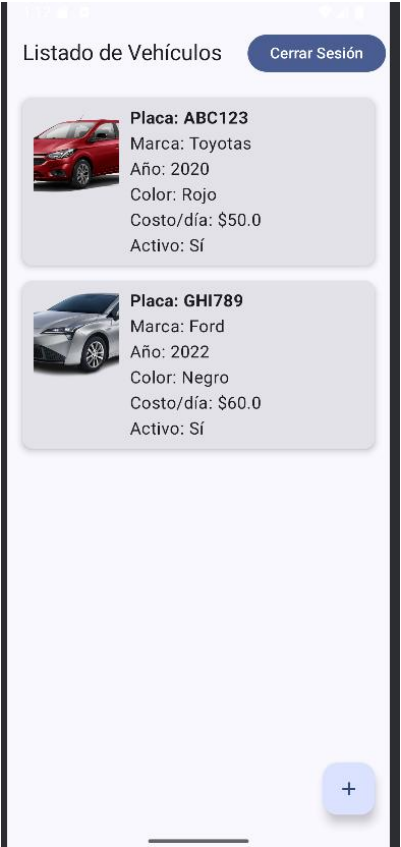 Listado de Vehículos
Cerrar Sesión
Placa: ABC123
Marca: Toyotas
Año: 2020
Color: Rojo
Costo/día: $50.0
Activo: Sí
Placa: GHI789
Marca: Ford
Año: 2022
Color: Negro
Costo/día: $60.0
Activo: Sí
+